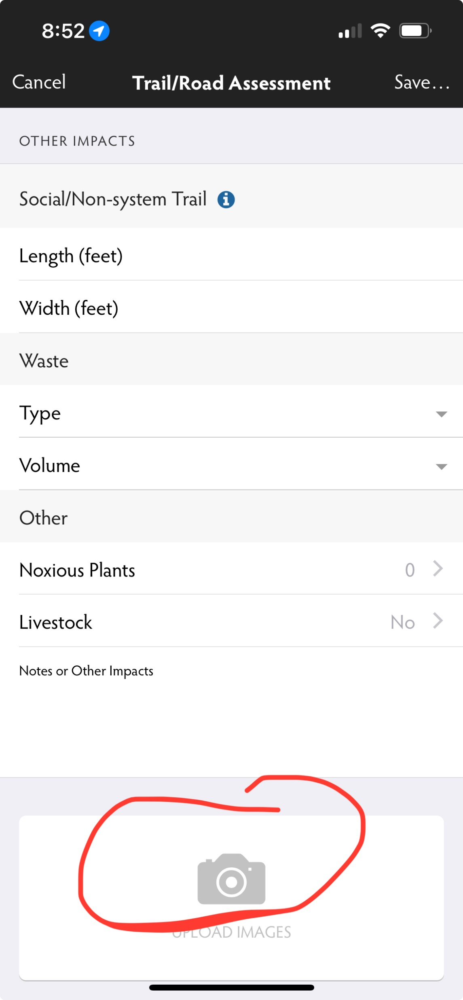 8:52
Cancel
Trail/Road Assessment
Save...
OTHER IMPACTS
Social/Non-system Trail
Length (feet)
Width (feet)
Waste
Type
Volume
Other
Noxious Plants 0
Livestock No
Notes or Other Impacts
UPLOAD IMAGES